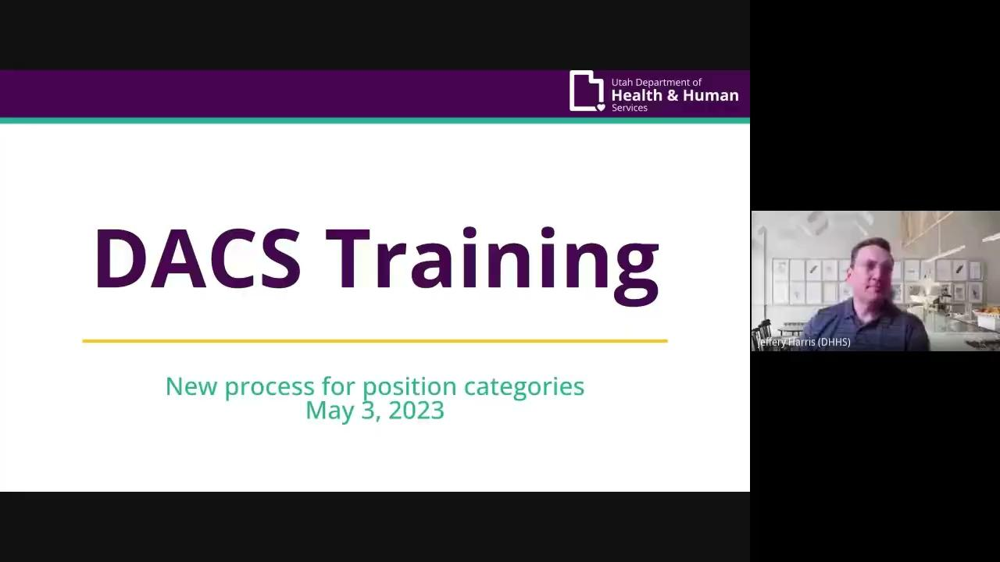 Utah Department of
Health & Human
Services
DACS Training
New process for position categories
May 3, 2023
Jeffery Harris (DHHS)